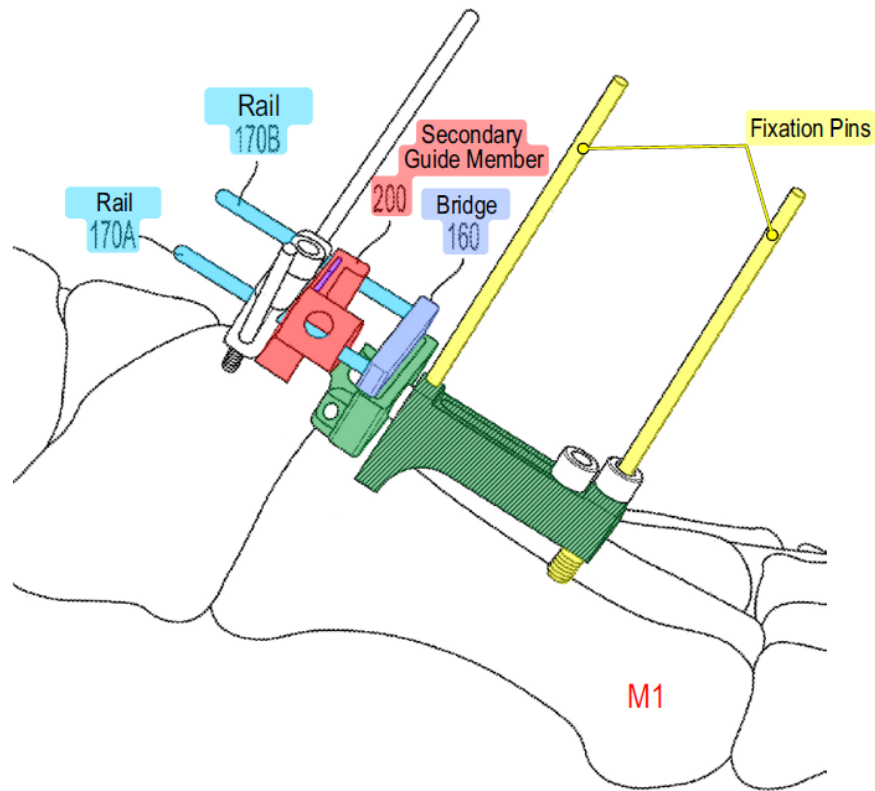 Rail
170B
Rail
170A
Secondary
Guide Member
200
Bridge
160
Fixation Pins
M1